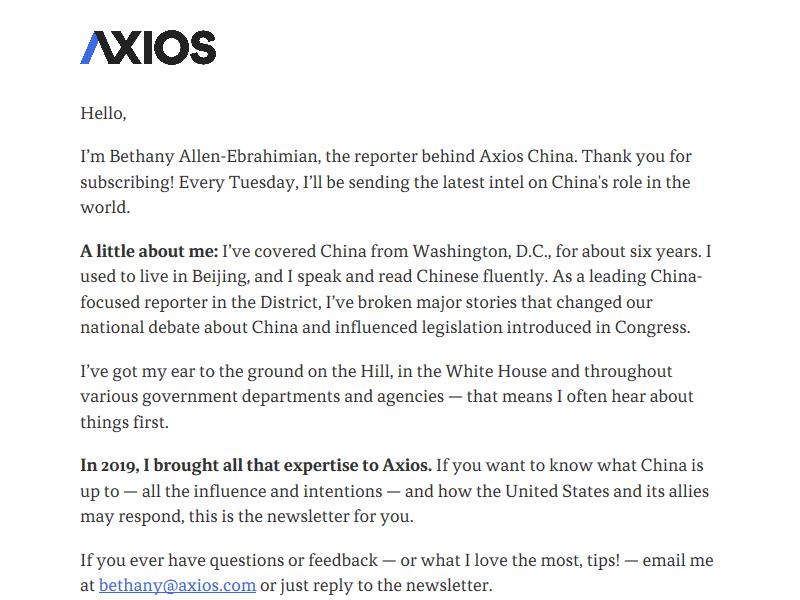 AXIOS
Hello,
I’m Bethany Allen-Ebrahimian, the reporter behind Axios China. Thank you for
subscribing! Every Tuesday, I’ll be sending the latest intel on China's role in the
world.
A little about me: I’ve covered China from Washington, D.C., for about six years. I
used to live in Beijing, and I speak and read Chinese fluently. As a leading China-
focused reporter in the District, I’ve broken major stories that changed our
national debate about China and influenced legislation introduced in Congress.
I’ve got my ear to the ground on the Hill, in the White House and throughout
various government departments and agencies — that means I often hear about
things first.
In 2019, I brought all that expertise to Axios. If you want to know what China is
up to — all the influence and intentions — and how the United States and its allies
may respond, this is the newsletter for you.
If you ever have questions or feedback — or what I love the most, tips! — email me
at bethany@axios.com or just reply to the newsletter.